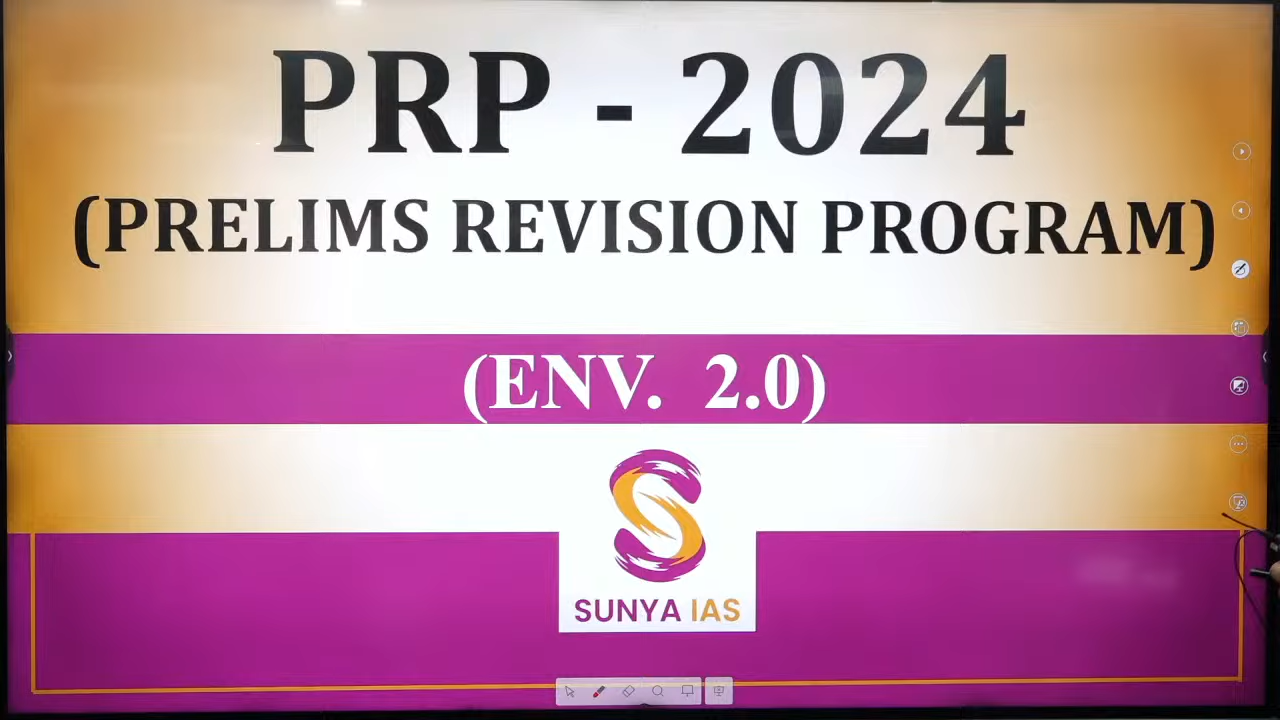 PRP - 2024
(PRELIMS REVISION PROGRAM)
(ENV. 2.0)
SUNYA IAS